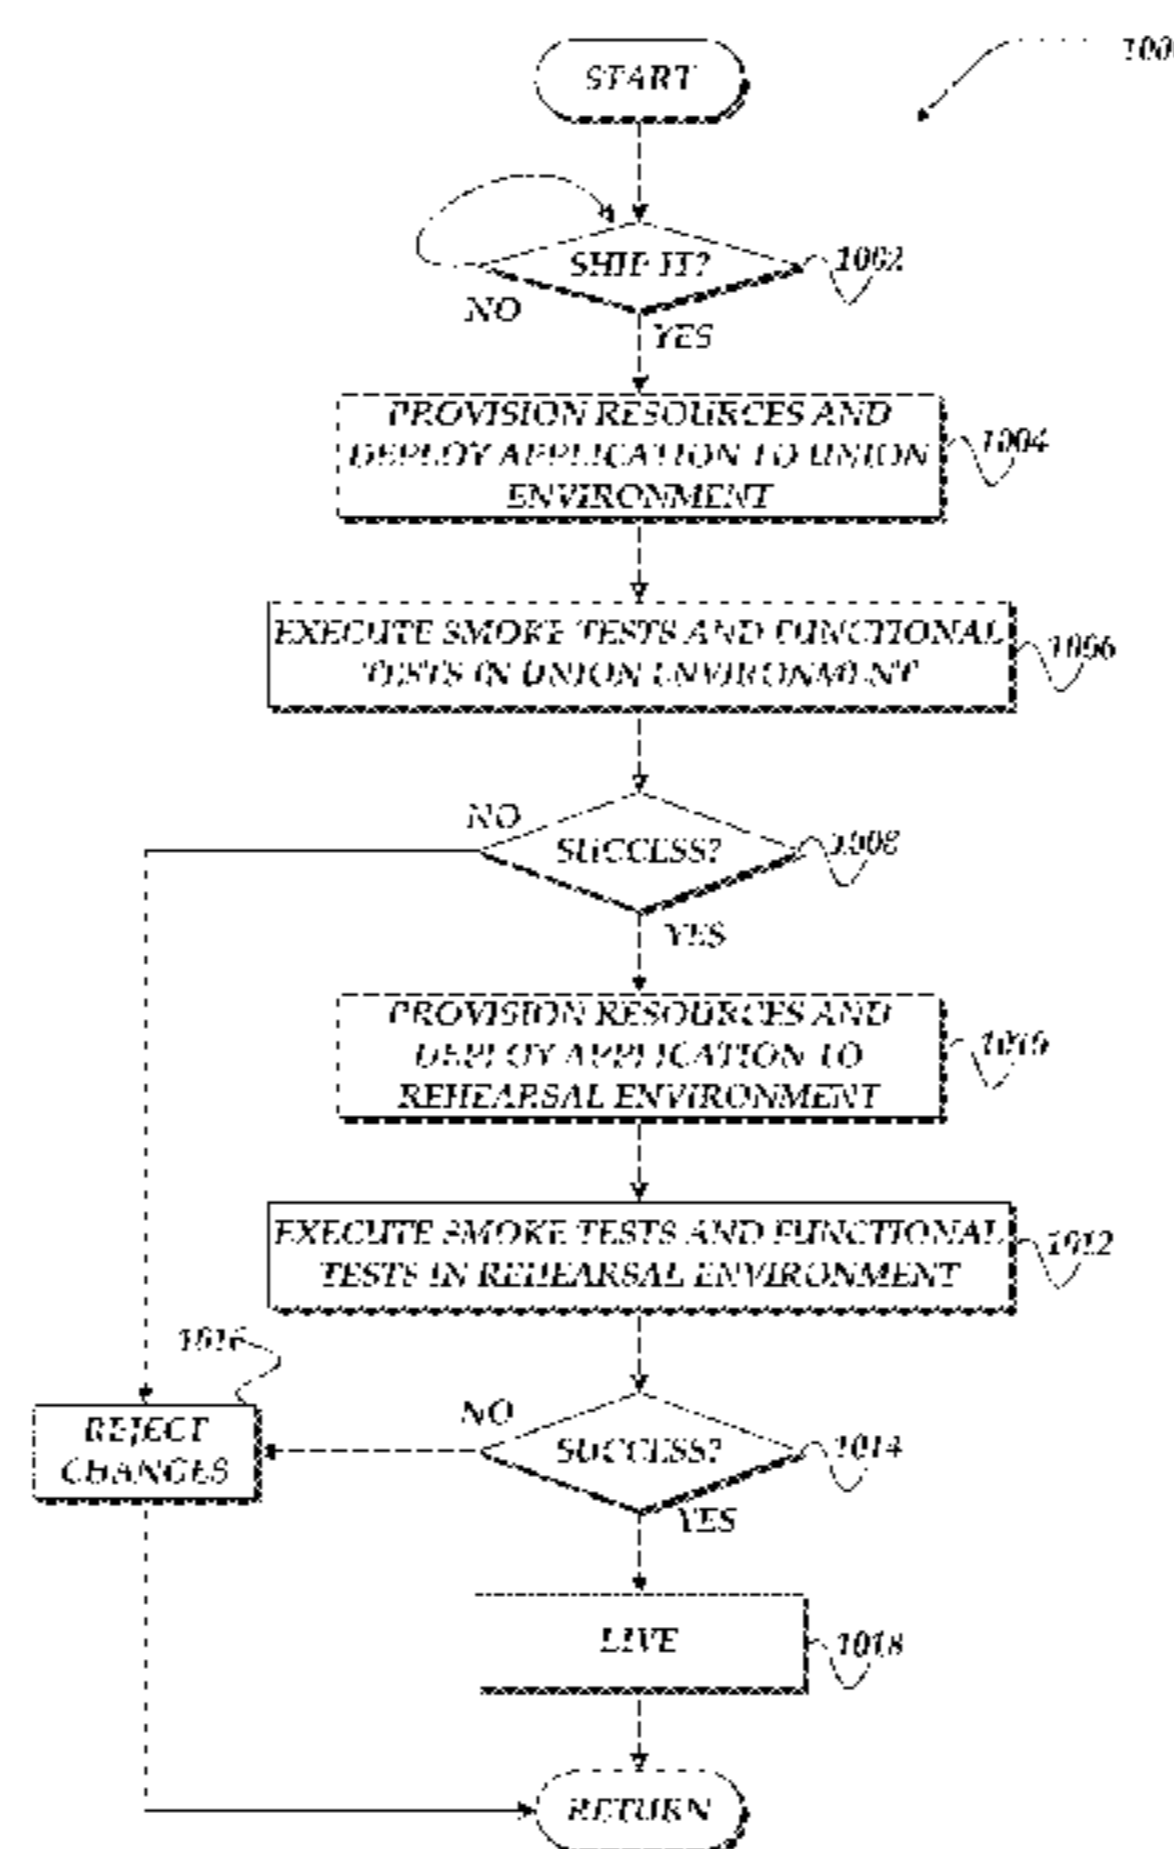 START
SHIP IT?
1002
NO
YES
PROVISION RESOURCES AND
DEPLOY APPLICATION TO UNION
ENVIRONMENT
1004
EXECUTE SMOKE TESTS AND FUNCTIONAL
TESTS IN UNION ENVIRONMENT
1006
NO
SUCCESS?
1008
YES
PROVISION RESOURCES AND
DEPLOY APPLICATION TO
REHEARSAL ENVIRONMENT
1010
EXECUTE SMOKE TESTS AND FUNCTIONAL
TESTS IN REHEARSAL ENVIRONMENT
1012
1016
REJECT
CHANGES
NO
SUCCESS?
1014
YES
LIVE
1018
RETURN